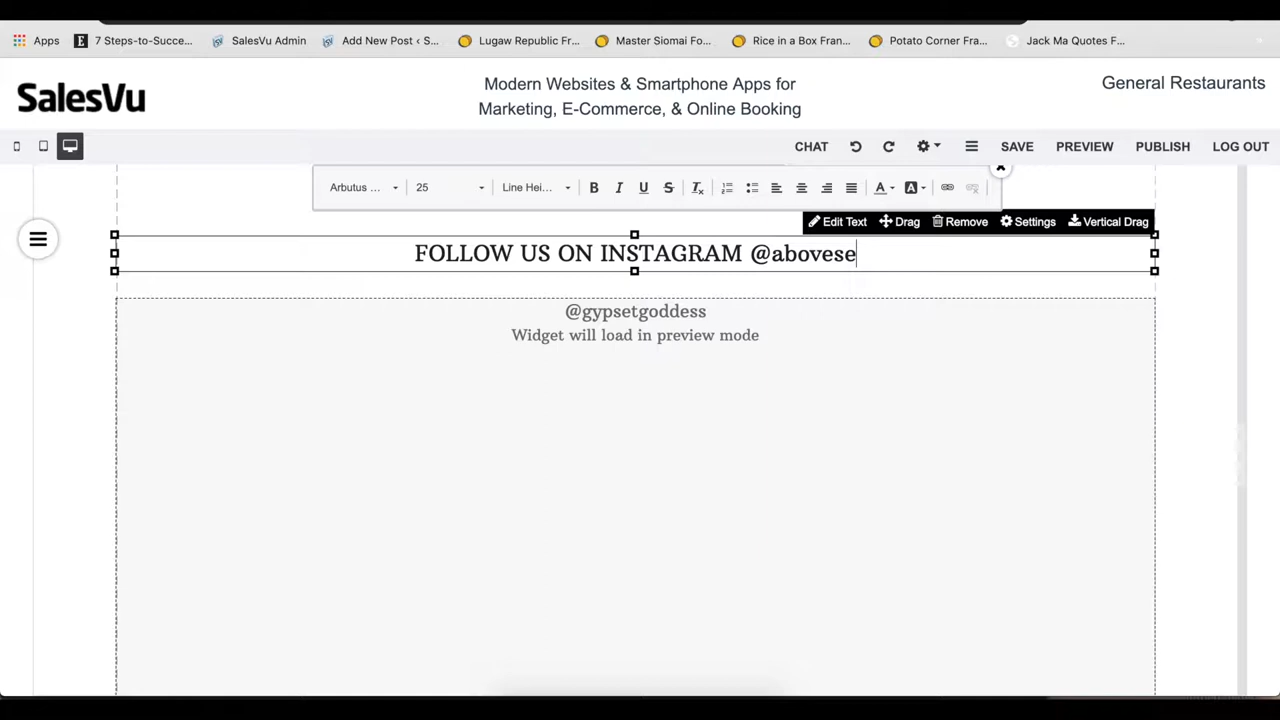 Apps 7 Steps-to-Succe... SalesVu Admin Add New Post ‹ S... Lugaw Republic Fr... Master Siomai Fo... Rice in a Box Fran... Potato Corner Fra... Jack Ma Quotes F...
SalesVu
Modern Websites & Smartphone Apps for
Marketing, E-Commerce, & Online Booking
General Restaurants
CHAT SAVE PREVIEW PUBLISH LOG OUT
Arbutus ... 25 Line Hei... B I U S Tx A A
Edit Text Drag Remove Settings Vertical Drag
FOLLOW US ON INSTAGRAM @abovese
@gypsetgoddess
Widget will load in preview mode